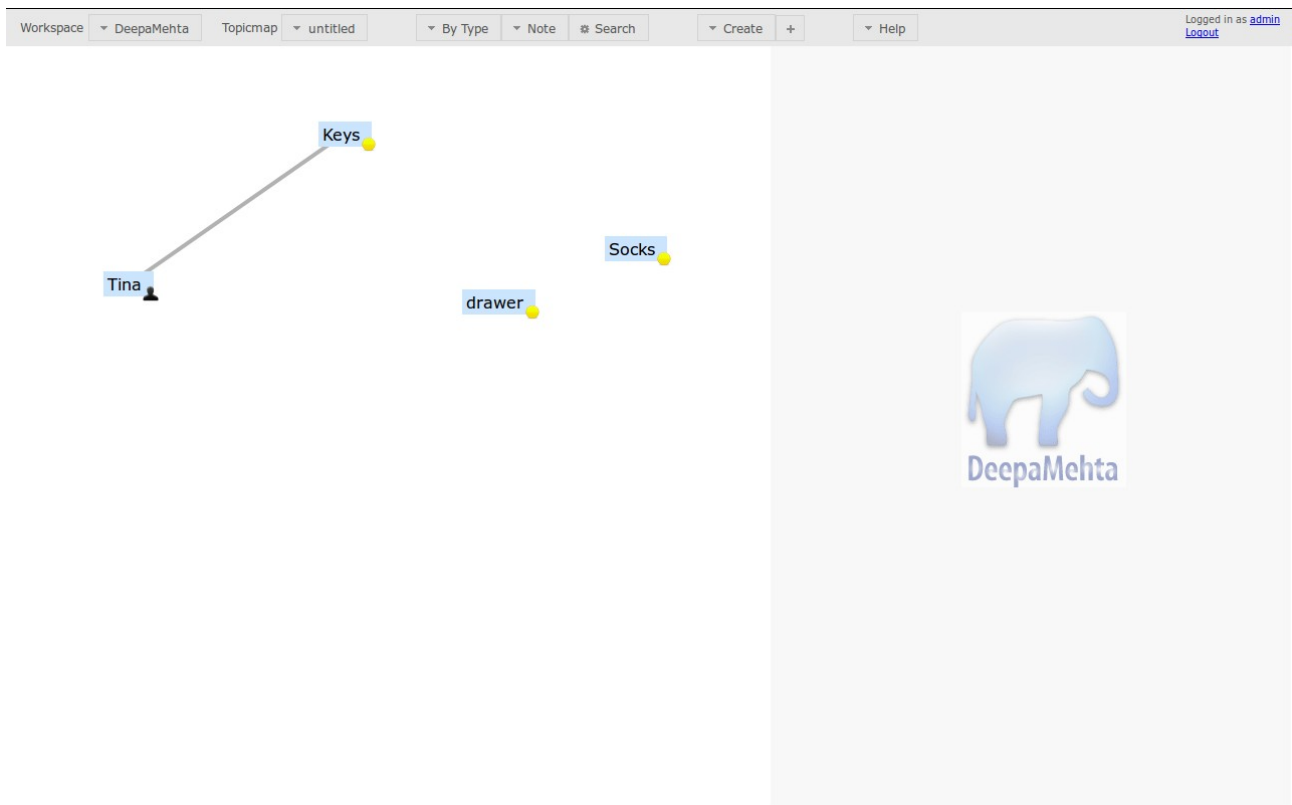 Workspace DeepaMehta Topicmap untitled By Type Note Search Create + Help Logged in as admin
Logout
Keys
Socks
Tina
drawer
DeepaMehta